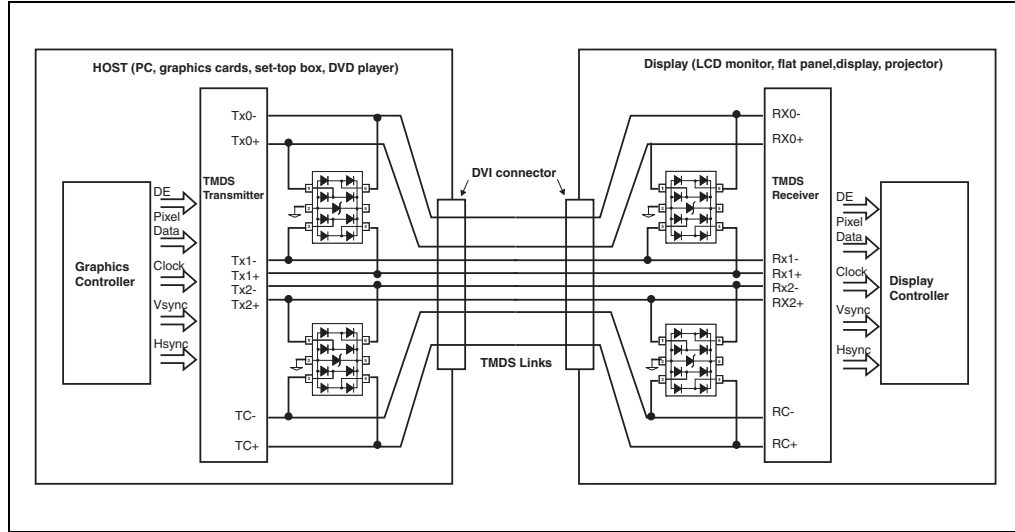 HOST (PC, graphics cards, set-top box, DVD player)
Display (LCD monitor, flat panel,display, projector)
Tx0-
Tx0+
TMDS
Transmitter
DE
Pixel
Data
Clock
Vsync
Hsync
Graphics
Controller
Tx1-
Tx1+
Tx2-
Tx2+
TC-
TC+
DVI connector
TMDS Links
RX0-
RX0+
TMDS
Receiver
Rx1-
Rx1+
Rx2-
RX2+
RC-
RC+
DE
Pixel
Data
Clock
Vsync
Hsync
Display
Controller